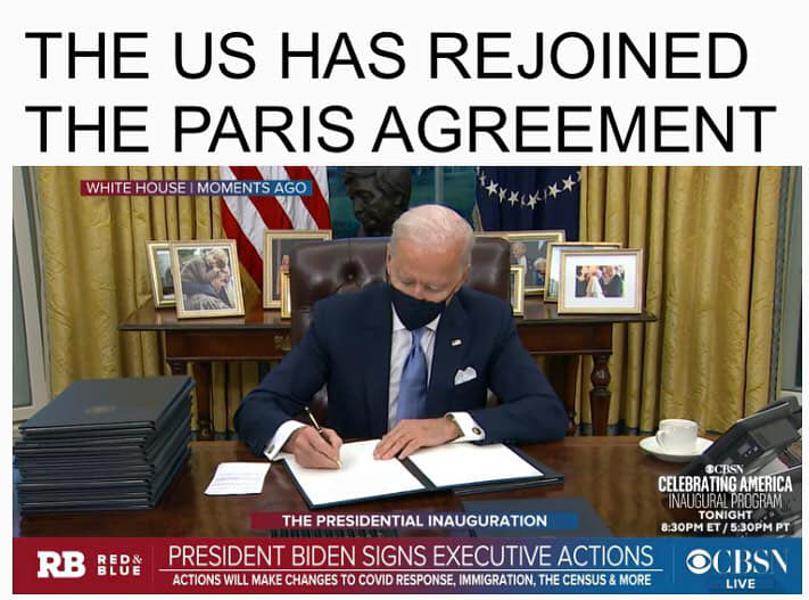 THE US HAS REJOINED
THE PARIS AGREEMENT
WHITE HOUSE | MOMENTS AGO
CBSN
CELEBRATING AMERICA
INAUGURAL PROGRAM
TONIGHT
8:30PM ET / 5:30PM PT
THE PRESIDENTIAL INAUGURATION
RB RED & BLUE
PRESIDENT BIDEN SIGNS EXECUTIVE ACTIONS
ACTIONS WILL MAKE CHANGES TO COVID RESPONSE, IMMIGRATION, THE CENSUS & MORE
CBSN
LIVE